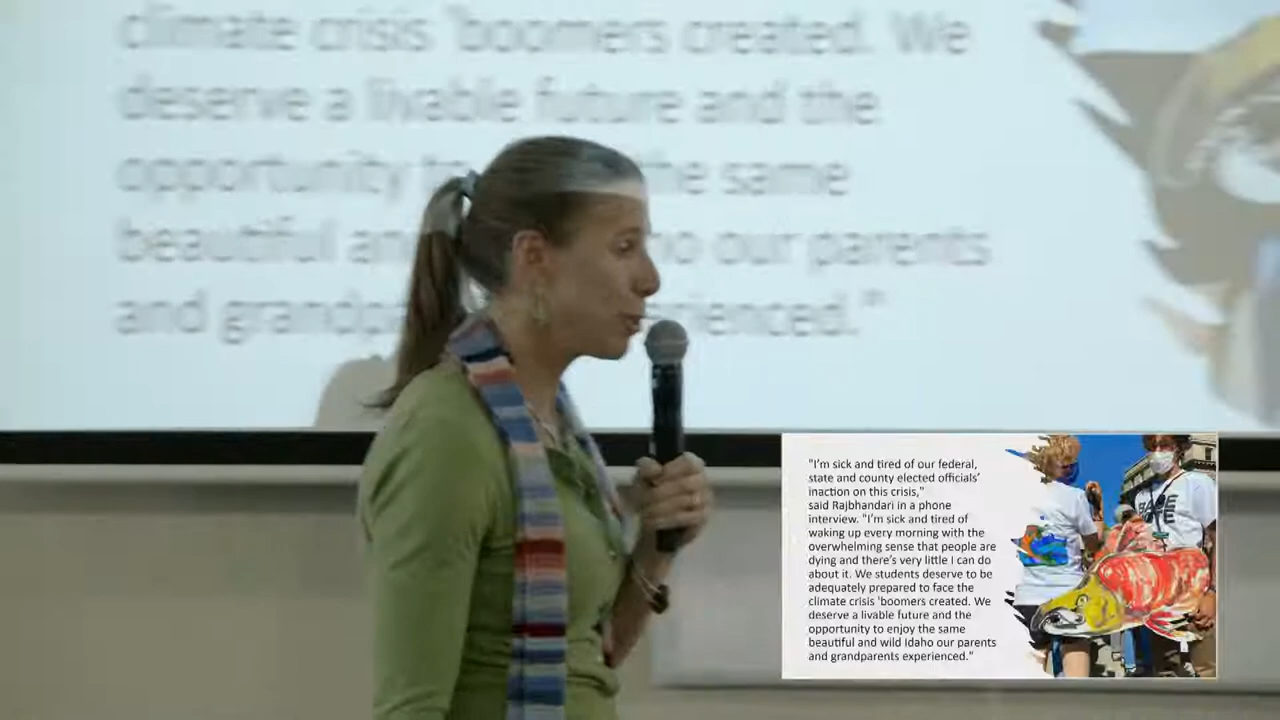 climate crisis 'boomers created. We
deserve a livable future and the
opportunity the same
beautiful our parents
and
"I'm sick and tired of our federal,
state and county elected officials'
inaction on this crisis,"
said Rajbhandari in a phone
interview. "I'm sick and tired of
waking up every morning with the
overwhelming sense that people are
dying and there's very little I can do
about it. We students deserve to be
adequately prepared to face the
climate crisis 'boomers created. We
deserve a livable future and the
opportunity to enjoy the same
beautiful and wild Idaho our parents
and grandparents experienced."